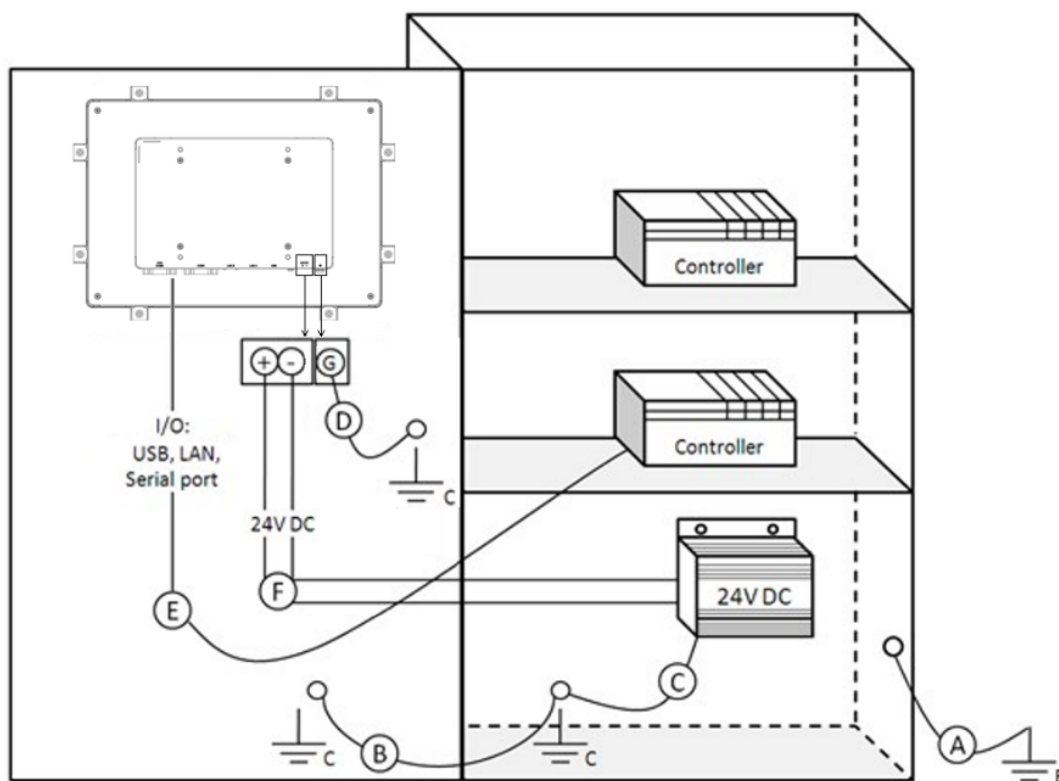 Controller
+
-
G
D
I/O:
USB, LAN,
Serial port
C
Controller
24V DC
F
24V DC
E
C
C
B
C
A